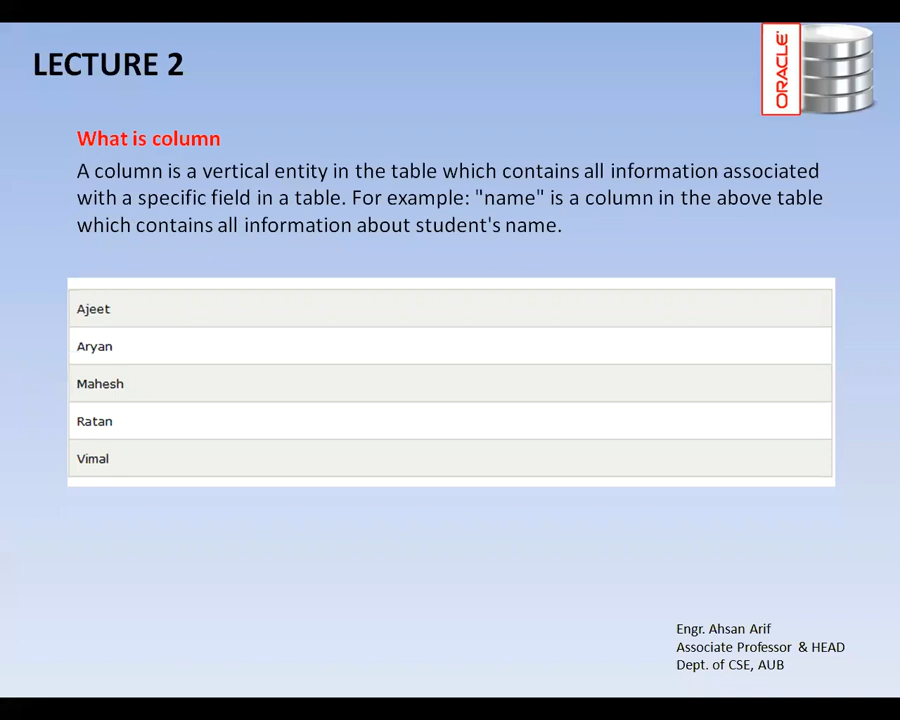 LECTURE 2
ORACLE
What is column
A column is a vertical entity in the table which contains all information associated
with a specific field in a table. For example: "name" is a column in the above table
which contains all information about student's name.
Ajeet
Aryan
Mahesh
Ratan
Vimal
Engr. Ahsan Arif
Associate Professor & HEAD
Dept. of CSE, AUB